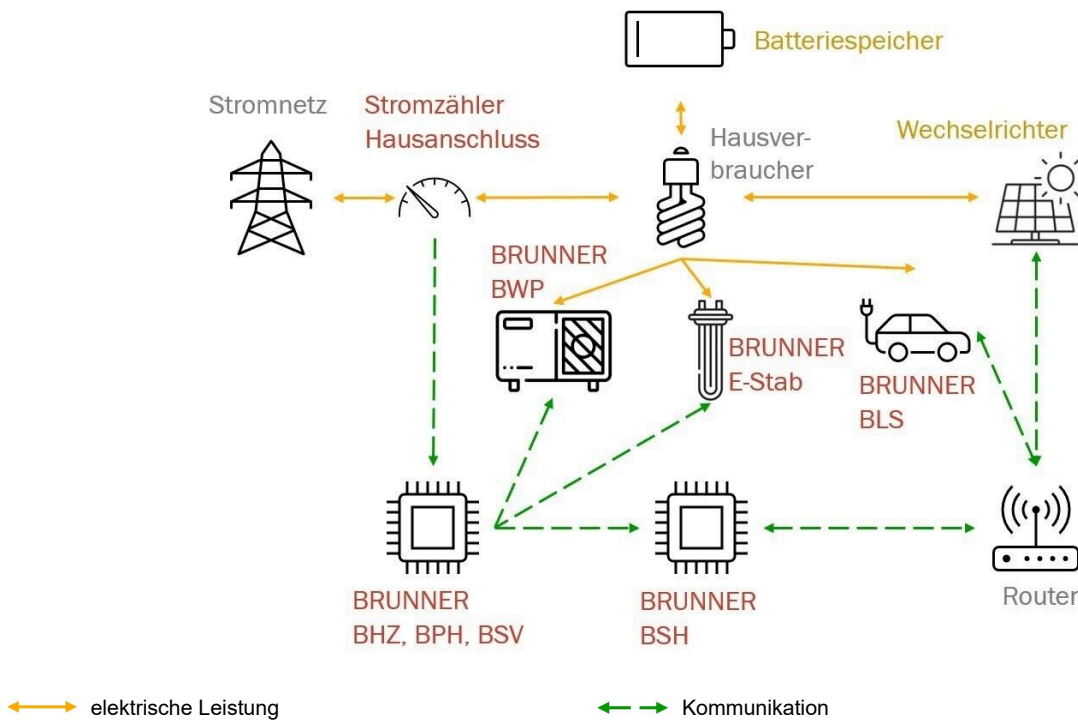 Batteriespeicher
Stromnetz
Stromzähler
Hausanschluss
Hausver-
braucher
Wechselrichter
BRUNNER
BWP
BRUNNER
E-Stab
BRUNNER
BLS
BRUNNER
BHZ, BPH, BSV
BRUNNER
BSH
Router
elektrische Leistung
Kommunikation